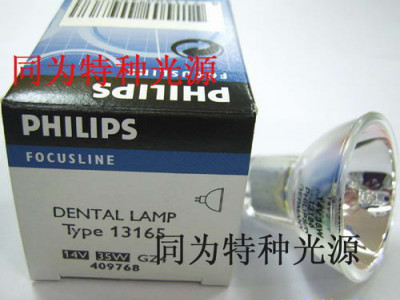 PHILIPS
同为特种光源
PHILIPS
FOCUSLINE
DENTAL LAMP
Type 13165
14V 35W GZ
409768
同为特种光源